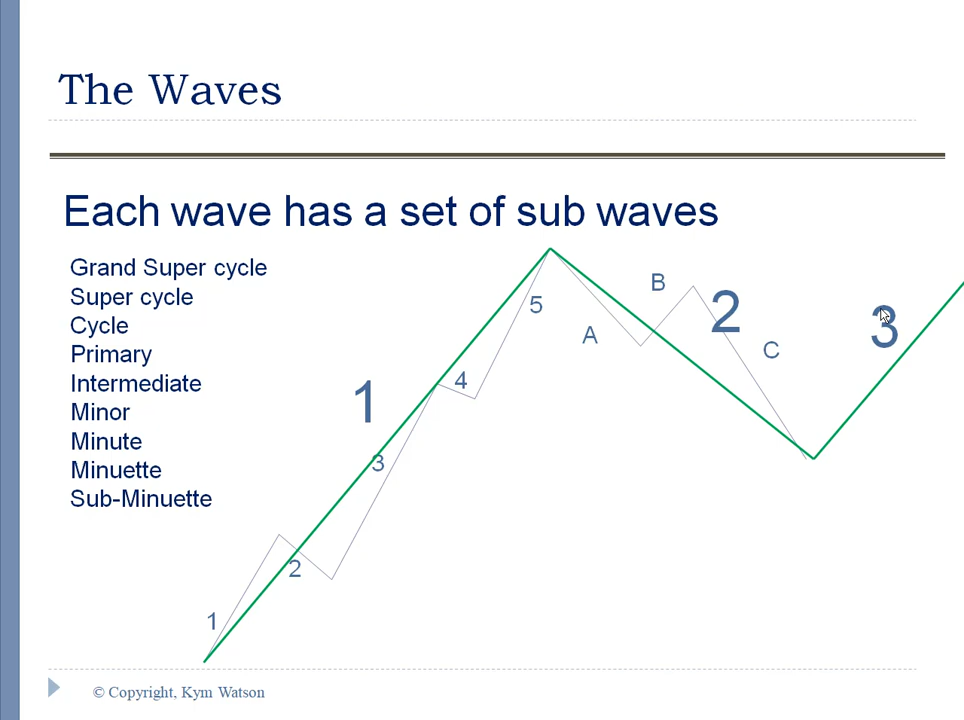 The Waves
Each wave has a set of sub waves
Grand Super cycle
Super cycle
Cycle
Primary
Intermediate
Minor
Minute
Minuette
Sub-Minuette
1
2
3
4
5
1
A
B
C
2
3
© Copyright, Kym Watson